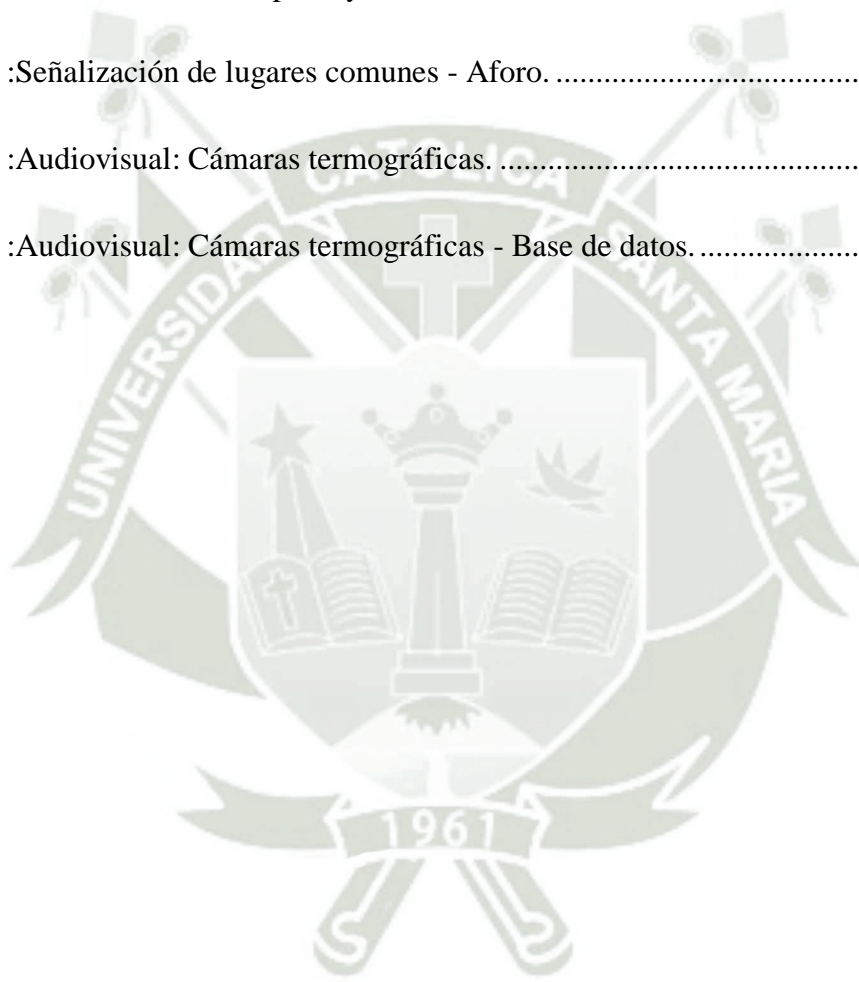 :Señalización de lugares comunes - Aforo. ......................................
:Audiovisual: Cámaras termográficas. .............................................
:Audiovisual: Cámaras termográficas - Base de datos. ....................
UNIVERSIDAD CATOLICA SANTA MARIA
1961